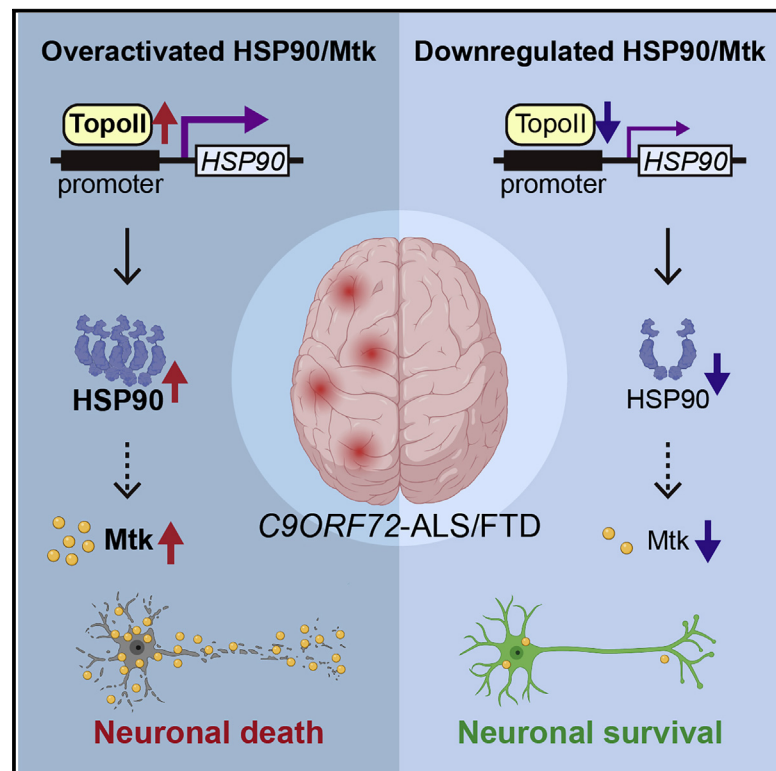 Overactivated HSP90/Mtk
TopoII
HSP90
promoter
HSP90
Mtk
Neuronal death
Downregulated HSP90/Mtk
TopoII
HSP90
promoter
HSP90
Mtk
Neuronal survival
C9ORF72-ALS/FTD